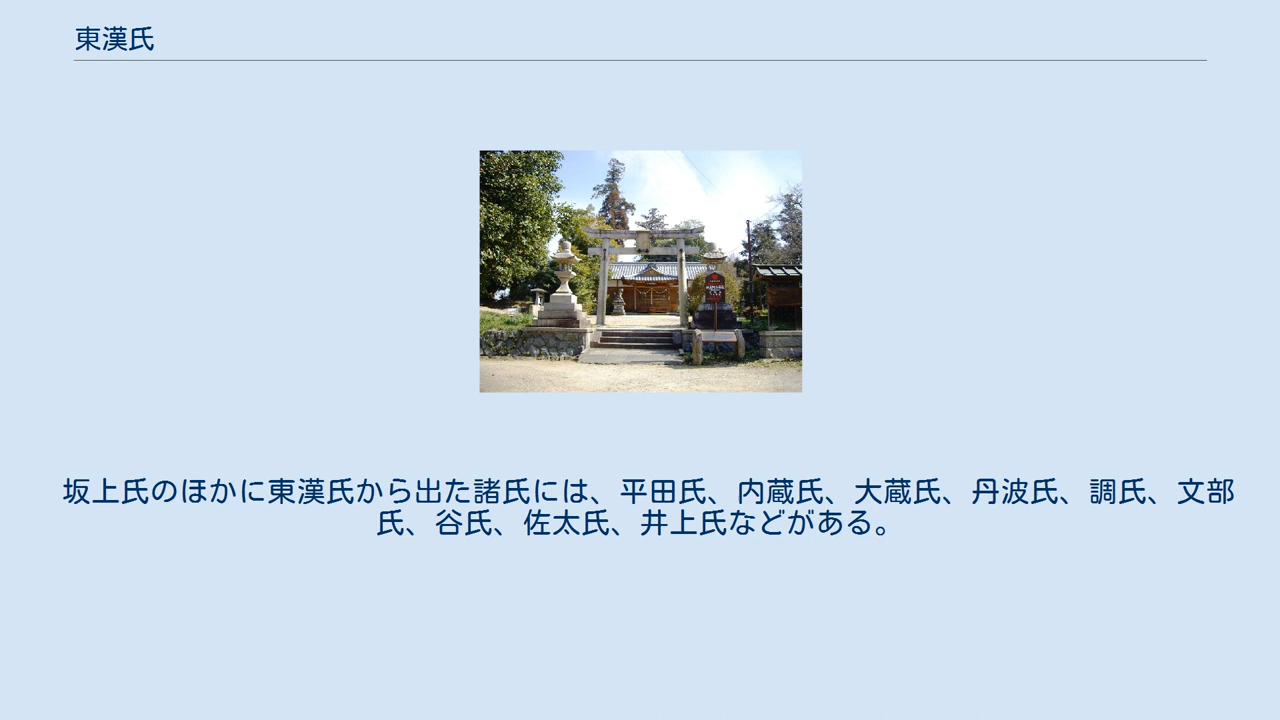 東漢氏
坂上氏のほかに東漢氏から出た諸氏には、平田氏、内蔵氏、大蔵氏、丹波氏、調氏、文部
氏、谷氏、佐太氏、井上氏などがある。